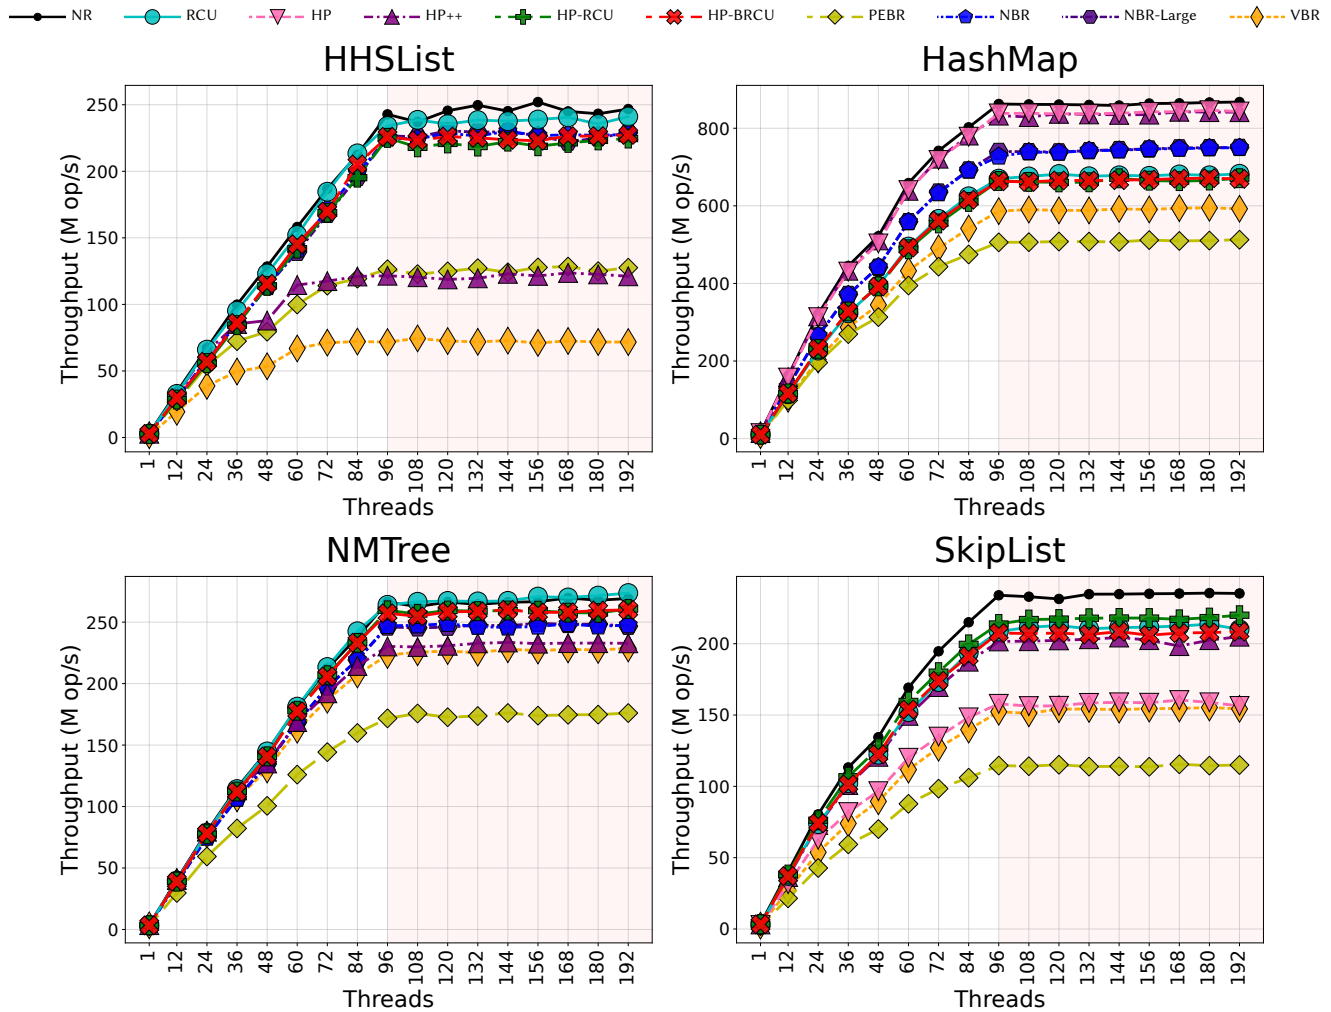 NR RCU HP HP++ HP-RCU HP-BRCU PEBR NBR NBR-Large VBR
HHSList
Throughput (M op/s)
250
200
150
100
50
0
1 12 24 36 48 60 72 84 96 108 120 132 144 156 168 180 192
Threads
HashMap
Throughput (M op/s)
800
600
400
200
0
1 12 24 36 48 60 72 84 96 108 120 132 144 156 168 180 192
Threads
NMTree
Throughput (M op/s)
250
200
150
100
50
0
1 12 24 36 48 60 72 84 96 108 120 132 144 156 168 180 192
Threads
SkipList
Throughput (M op/s)
200
150
100
50
0
1 12 24 36 48 60 72 84 96 108 120 132 144 156 168 180 192
Threads